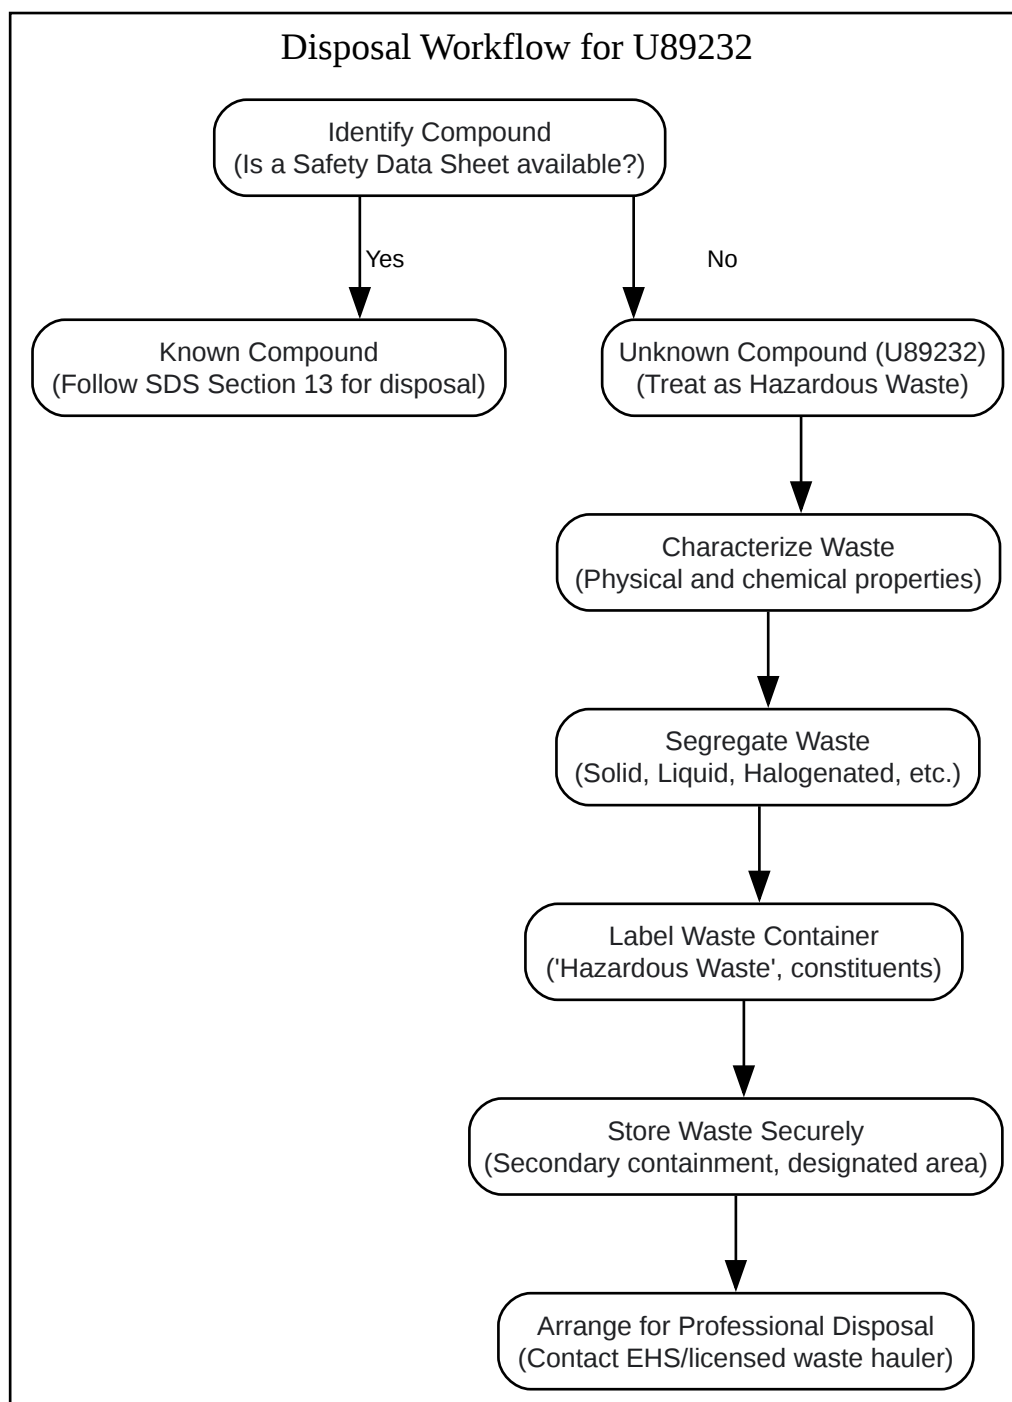 Disposal Workflow for U89232
Identify Compound
(Is a Safety Data Sheet available?)
Yes
No
Known Compound
(Follow SDS Section 13 for disposal)
Unknown Compound (U89232)
(Treat as Hazardous Waste)
Characterize Waste
(Physical and chemical properties)
Segregate Waste
(Solid, Liquid, Halogenated, etc.)
Label Waste Container
('Hazardous Waste', constituents)
Store Waste Securely
(Secondary containment, designated area)
Arrange for Professional Disposal
(Contact EHS/licensed waste hauler)